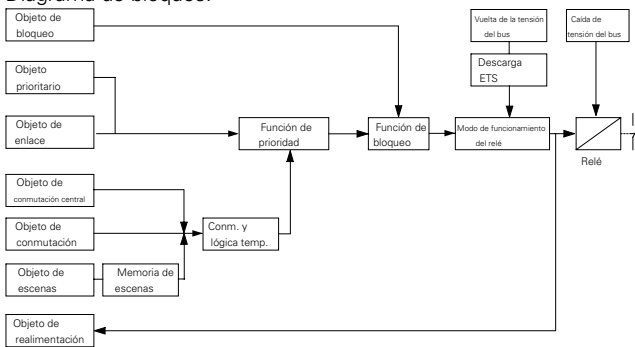 Diagrama de bloqueo:
Objeto de
bloqueo
Vuelta de la tensión
del bus
Caída de
tensión del bus
Descarga
ETS
Objeto
prioritario
Objeto de
enlace
Función de
prioridad
Función de
bloqueo
Modo de funcionamiento
del relé
Relé
Objeto de
conmutación central
Objeto de
conmutación
Conm. y
lógica temp.
Objeto de
escenas
Memoria de
escenas
Objeto de
realimentación